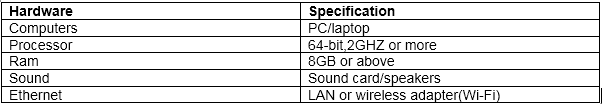 Hardware Specification
Computers PC/laptop
Processor 64-bit,2GHZ or more
Ram 8GB or above
Sound Sound card/speakers
Ethernet LAN or wireless adapter(Wi-Fi)